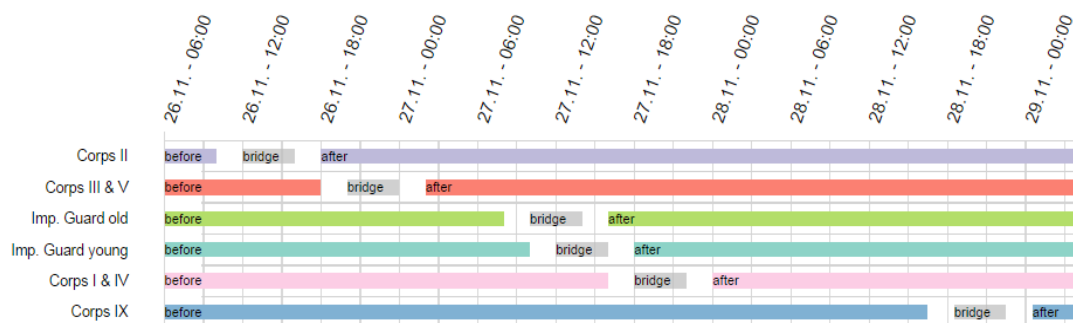 26.11. - 06:00
26.11. - 12:00
26.11. - 18:00
27.11. - 00:00
27.11. - 06:00
27.11. - 12:00
27.11. - 18:00
28.11. - 00:00
28.11. - 06:00
28.11. - 12:00
28.11. - 18:00
29.11. - 00:00
Corps II before bridge after
Corps III & V before bridge after
Imp. Guard old before bridge after
Imp. Guard young before bridge after
Corps I & IV before bridge after
Corps IX before bridge after